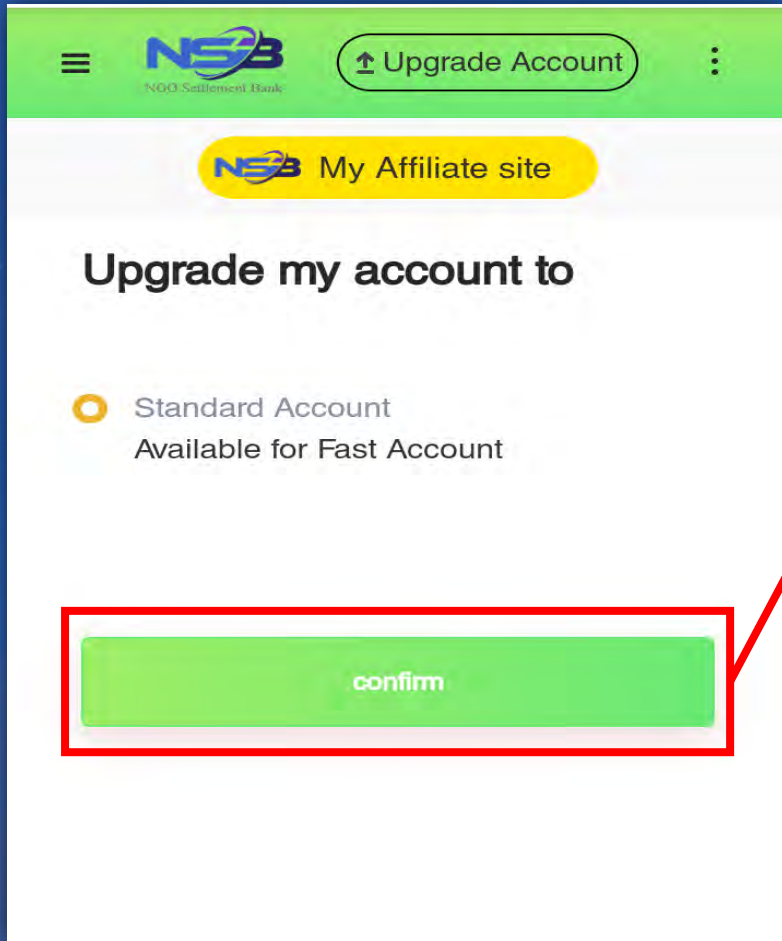 NSB
NGO Settlement Bank
Upgrade Account
NSB My Affiliate site
Upgrade my account to
Standard Account
Available for Fast Account
confirm